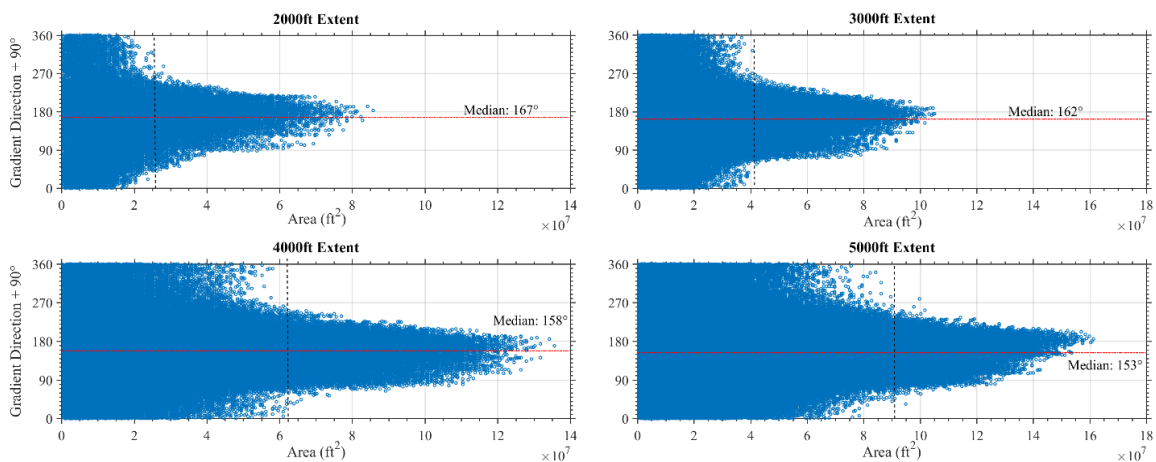 2000ft Extent
Gradient Direction + 90°
360
270
180
90
0
Median: 167°
0 2 4 6 8 10 12 14
Area (ft²)
×10⁷
3000ft Extent
360
270
180
90
0
Median: 162°
0 2 4 6 8 10 12 14 16 18
Area (ft²)
×10⁷
4000ft Extent
Gradient Direction + 90°
360
270
180
90
0
Median: 158°
0 2 4 6 8 10 12 14
Area (ft²)
×10⁷
5000ft Extent
360
270
180
90
0
Median: 153°
0 2 4 6 8 10 12 14 16 18
Area (ft²)
×10⁷